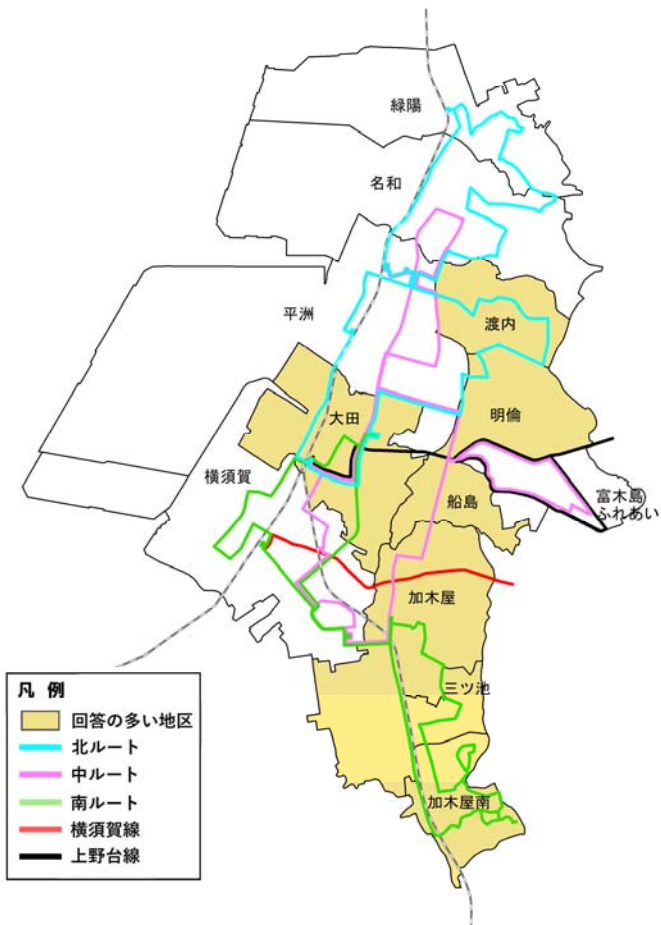 緑陽
名和
平洲
渡内
大田
明倫
横須賀
船島
富木島
ふれあい
加木屋
三ツ池
加木屋南
凡 例
回答の多い地区
北ルート
中ルート
南ルート
横須賀線
上野台線